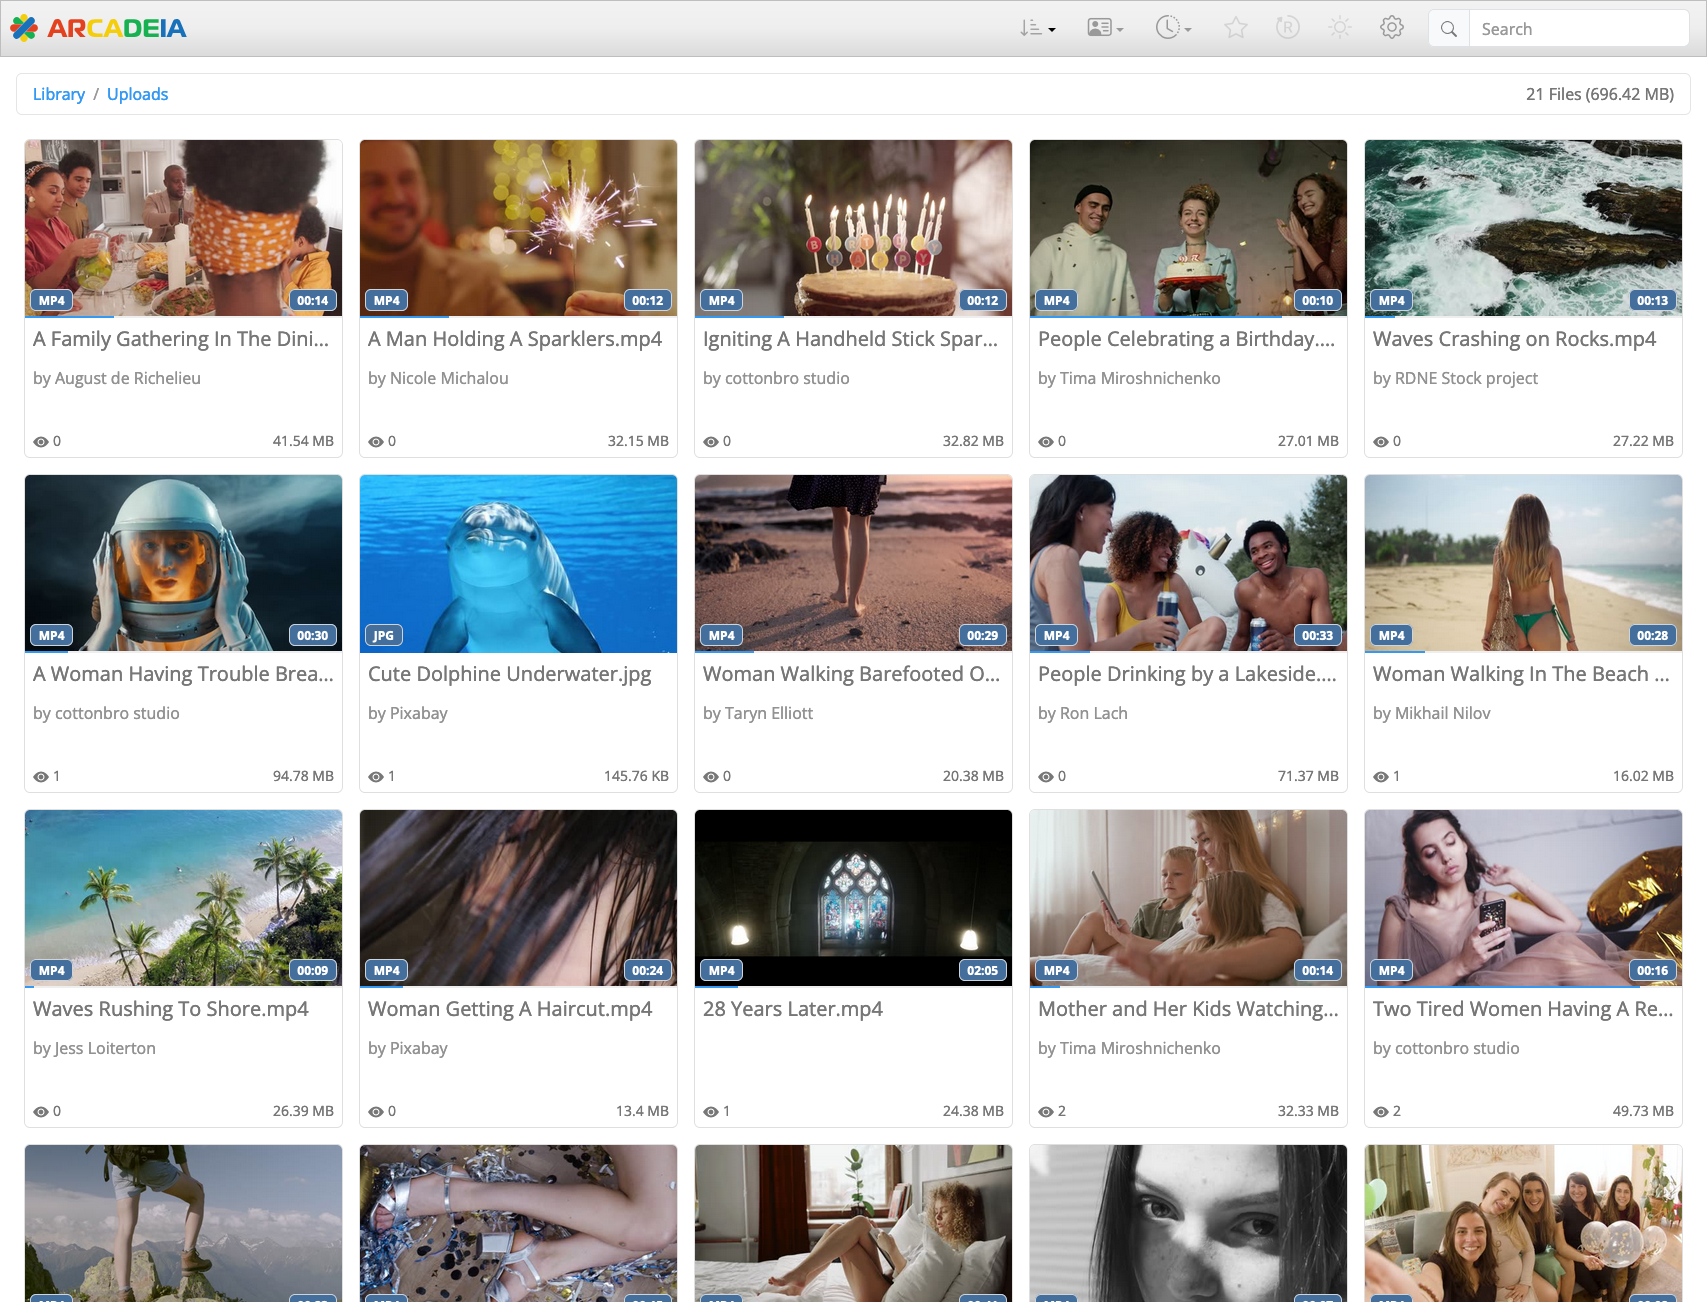 ARCADEIA
R
Search
Library / Uploads
21 Files (696.42 MB)
BIRTHDAY
HAPPY
MP4 00:14
MP4 00:12
MP4 00:12
MP4 00:10
MP4 00:13
A Family Gathering In The Dini...
A Man Holding A Sparklers.mp4
Igniting A Handheld Stick Spar...
People Celebrating a Birthday....
Waves Crashing on Rocks.mp4
by August de Richelieu
by Nicole Michalou
by cottonbro studio
by Tima Miroshnichenko
by RDNE Stock project
0 41.54 MB
0 32.15 MB
0 32.82 MB
0 27.01 MB
0 27.22 MB
MP4 00:30
JPG
MP4 00:29
MP4 00:33
MP4 00:28
A Woman Having Trouble Brea...
Cute Dolphine Underwater.jpg
Woman Walking Barefooted O...
People Drinking by a Lakeside....
Woman Walking In The Beach ...
by cottonbro studio
by Pixabay
by Taryn Elliott
by Ron Lach
by Mikhail Nilov
1 94.78 MB
1 145.76 KB
0 20.38 MB
0 71.37 MB
1 16.02 MB
MP4 00:09
MP4 00:24
MP4 02:05
MP4 00:14
MP4 00:16
Waves Rushing To Shore.mp4
Woman Getting A Haircut.mp4
28 Years Later.mp4
Mother and Her Kids Watching...
Two Tired Women Having A Re...
by Jess Loiterton
by Pixabay
by Tima Miroshnichenko
by cottonbro studio
0 26.39 MB
0 13.4 MB
1 24.38 MB
2 32.33 MB
2 49.73 MB